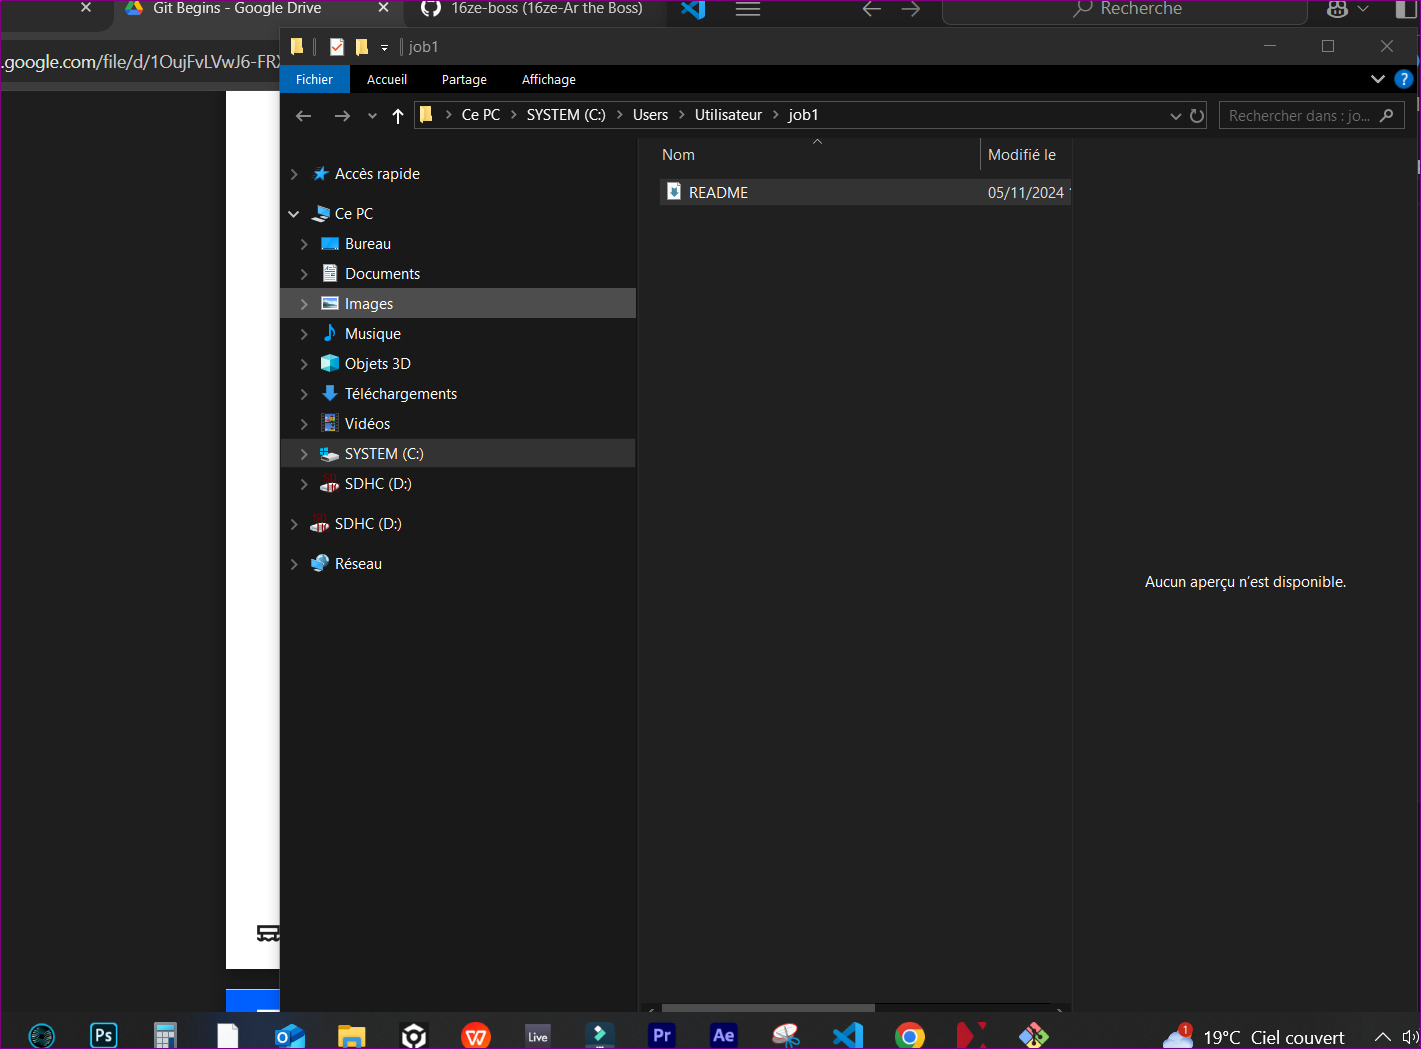 Git Begins - Google Drive
16ze-boss (16ze-Ar the Boss)
Recherche
.google.com/file/d/1OujFvLVwJ6-FRX
job1
Fichier Accueil Partage Affichage
?
Ce PC SYSTEM (C:) Users Utilisateur job1
Rechercher dans : jo...
Nom Modifié le
README 05/11/2024
Accès rapide
Ce PC
Bureau
Documents
Images
Musique
Objets 3D
Téléchargements
Vidéos
SYSTEM (C:)
SDHC (D:)
SDHC (D:)
Réseau
Aucun aperçu n'est disponible.
Ps
W
Live
Pr
Ae
1
19°C Ciel couvert